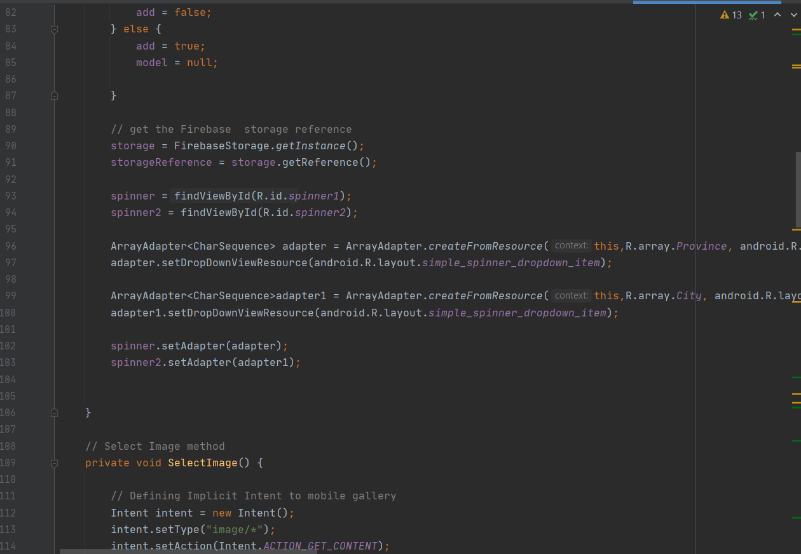 82 add = false;
83 } else {
84 add = true;
85 model = null;
86
87 }
88
89 // get the Firebase  storage reference
90 storage = FirebaseStorage.getInstance();
91 storageReference = storage.getReference();
92
93 spinner = findViewById(R.id.spinner1);
94 spinner2 = findViewById(R.id.spinner2);
95
96 ArrayAdapter<CharSequence> adapter = ArrayAdapter.createFromResource( context: this,R.array.Province, android.R.
97 adapter.setDropDownViewResource(android.R.layout.simple_spinner_dropdown_item);
98
99 ArrayAdapter<CharSequence>adapter1 = ArrayAdapter.createFromResource( context: this,R.array.City, android.R.layo
100 adapter1.setDropDownViewResource(android.R.layout.simple_spinner_dropdown_item);
101
102 spinner.setAdapter(adapter);
103 spinner2.setAdapter(adapter1);
104
105
106 }
107
108 // Select Image method
109 private void SelectImage() {
110
111 // Defining Implicit Intent to mobile gallery
112 Intent intent = new Intent();
113 intent.setType("image/*");
114 intent.setAction(Intent.ACTION_GET_CONTENT);
13 1